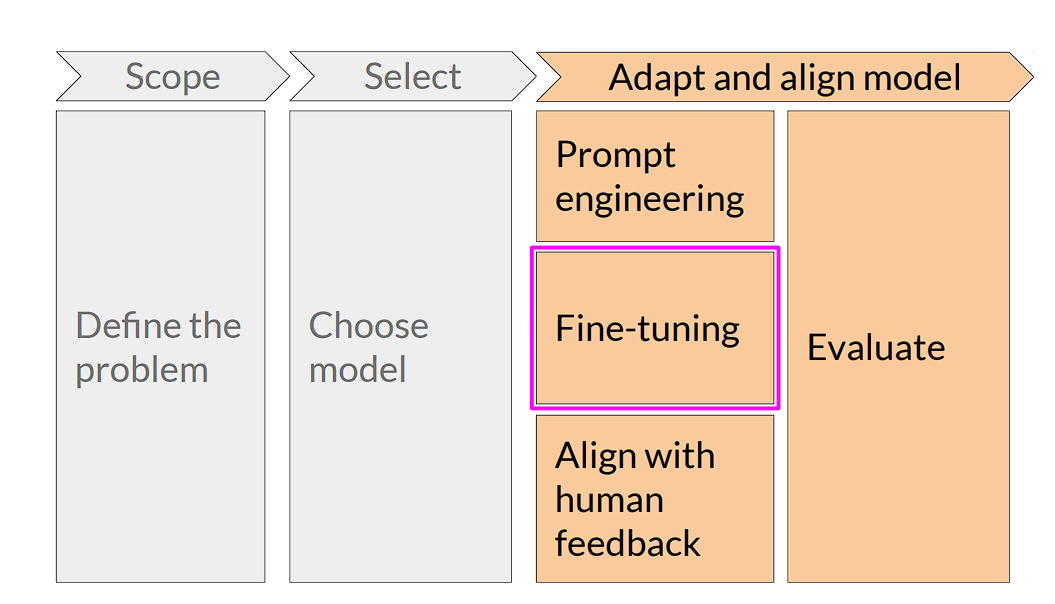 Scope
Select
Adapt and align model
Define the
problem
Choose
model
Prompt
engineering
Fine-tuning
Align with
human
feedback
Evaluate